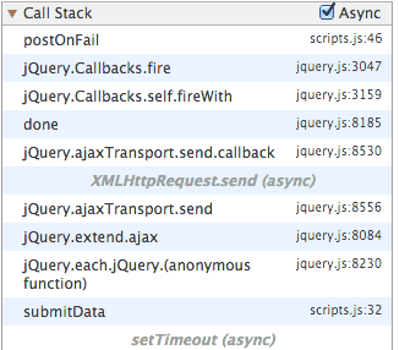 Call Stack Async
postOnFail scripts.js:46
jQuery.Callbacks.fire jquery.js:3047
jQuery.Callbacks.self.fireWith jquery.js:3159
done jquery.js:8185
jQuery.ajaxTransport.send.callback jquery.js:8530
XMLHttpRequest.send (async)
jQuery.ajaxTransport.send jquery.js:8556
jQuery.extend.ajax jquery.js:8084
jQuery.each.jQuery.(anonymous jquery.js:8230
function)
submitData scripts.js:32
setTimeout (async)